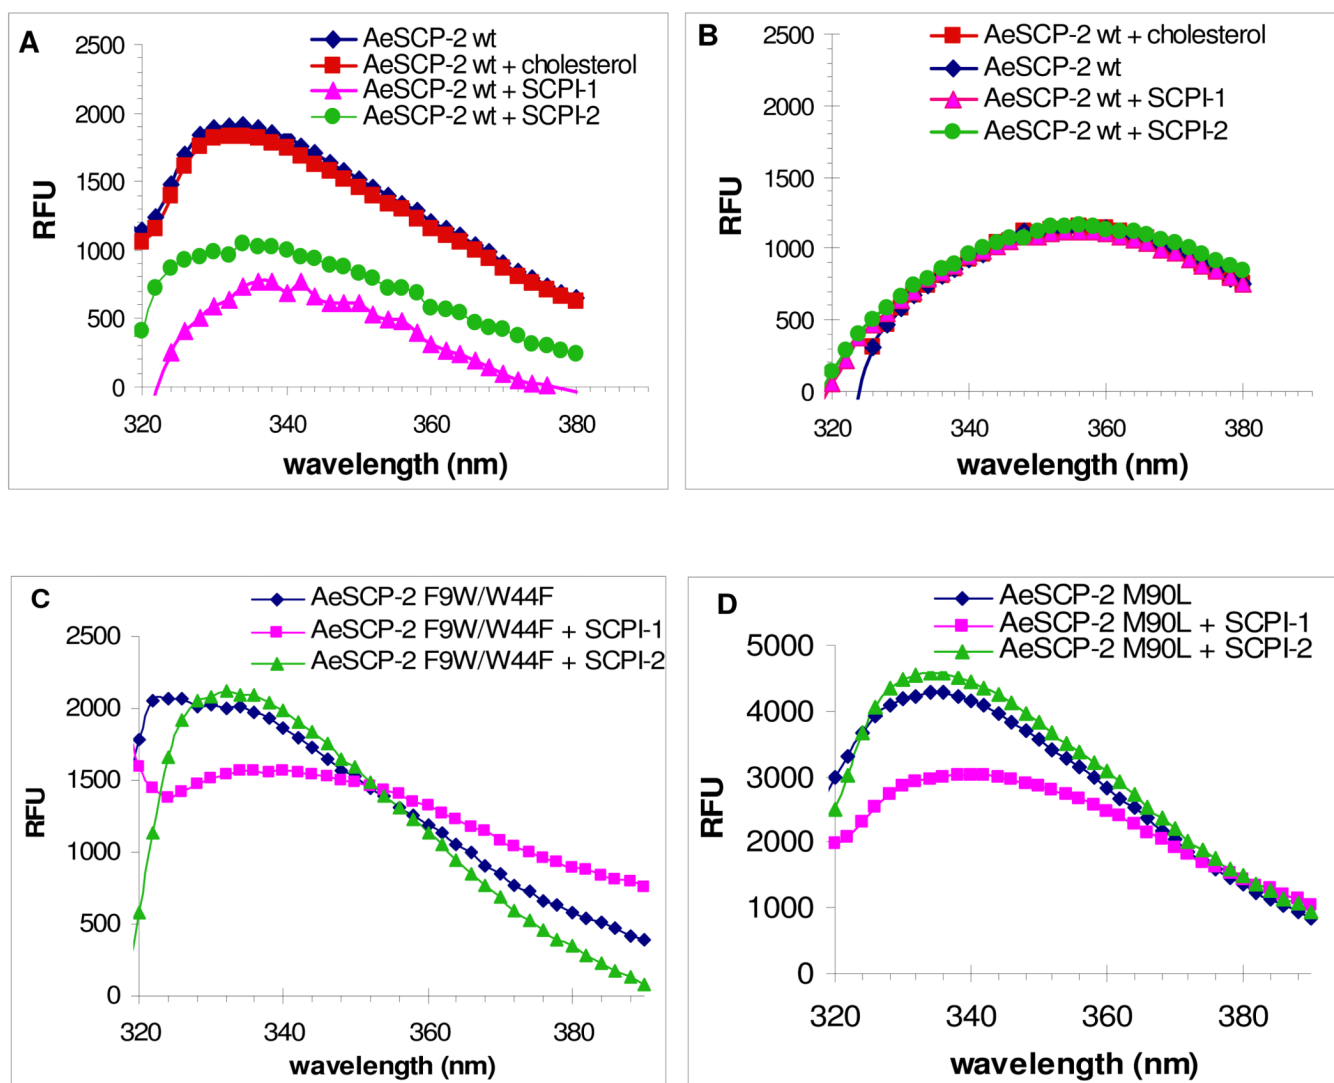 A
AeSCP-2 wt
AeSCP-2 wt + cholesterol
AeSCP-2 wt + SCPI-1
AeSCP-2 wt + SCPI-2
2500
2000
1500
1000
500
0
RFU
320 340 360 380
wavelength (nm)
B
AeSCP-2 wt + cholesterol
AeSCP-2 wt
AeSCP-2 wt + SCPI-1
AeSCP-2 wt + SCPI-2
2500
2000
1500
1000
500
0
RFU
320 340 360 380
wavelength (nm)
C
AeSCP-2 F9W/W44F
AeSCP-2 F9W/W44F + SCPI-1
AeSCP-2 F9W/W44F + SCPI-2
2500
2000
1500
1000
500
0
RFU
320 340 360 380
wavelength (nm)
D
AeSCP-2 M90L
AeSCP-2 M90L + SCPI-1
AeSCP-2 M90L + SCPI-2
5000
4000
3000
2000
1000
0
RFU
320 340 360 380
wavelength (nm)